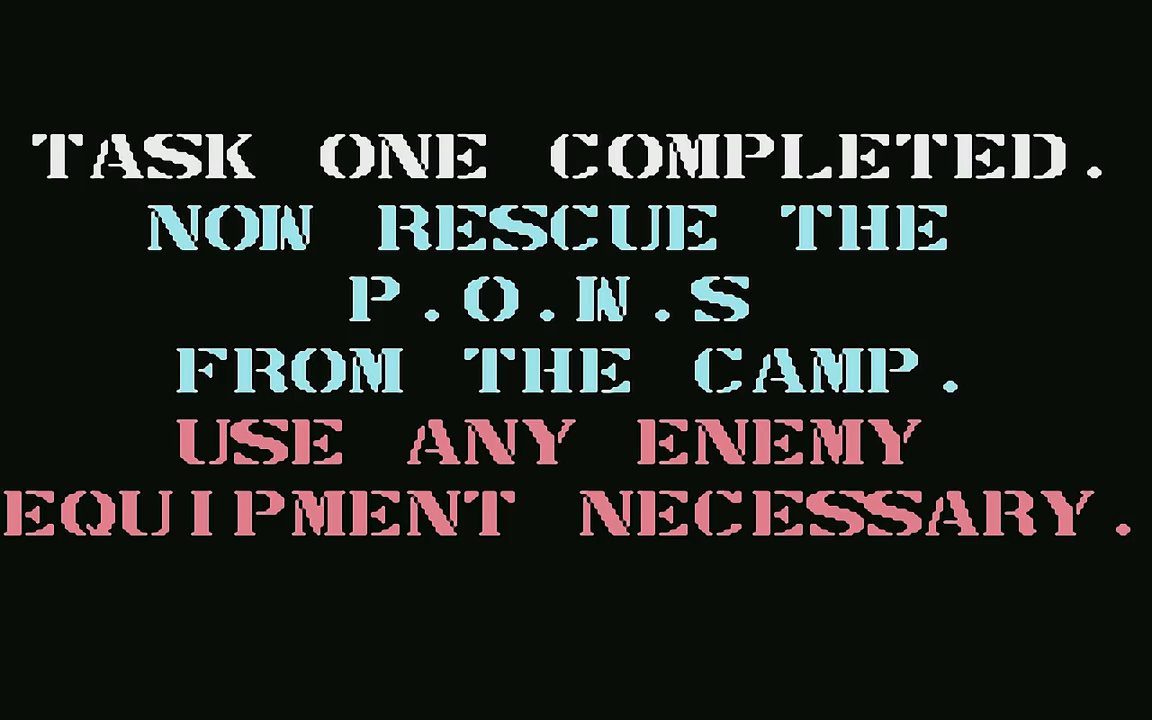 TASK ONE COMPLETED.
NOW RESCUE THE
P.O.W.S
FROM THE CAMP.
USE ANY ENEMY
EQUIPMENT NECESSARY.